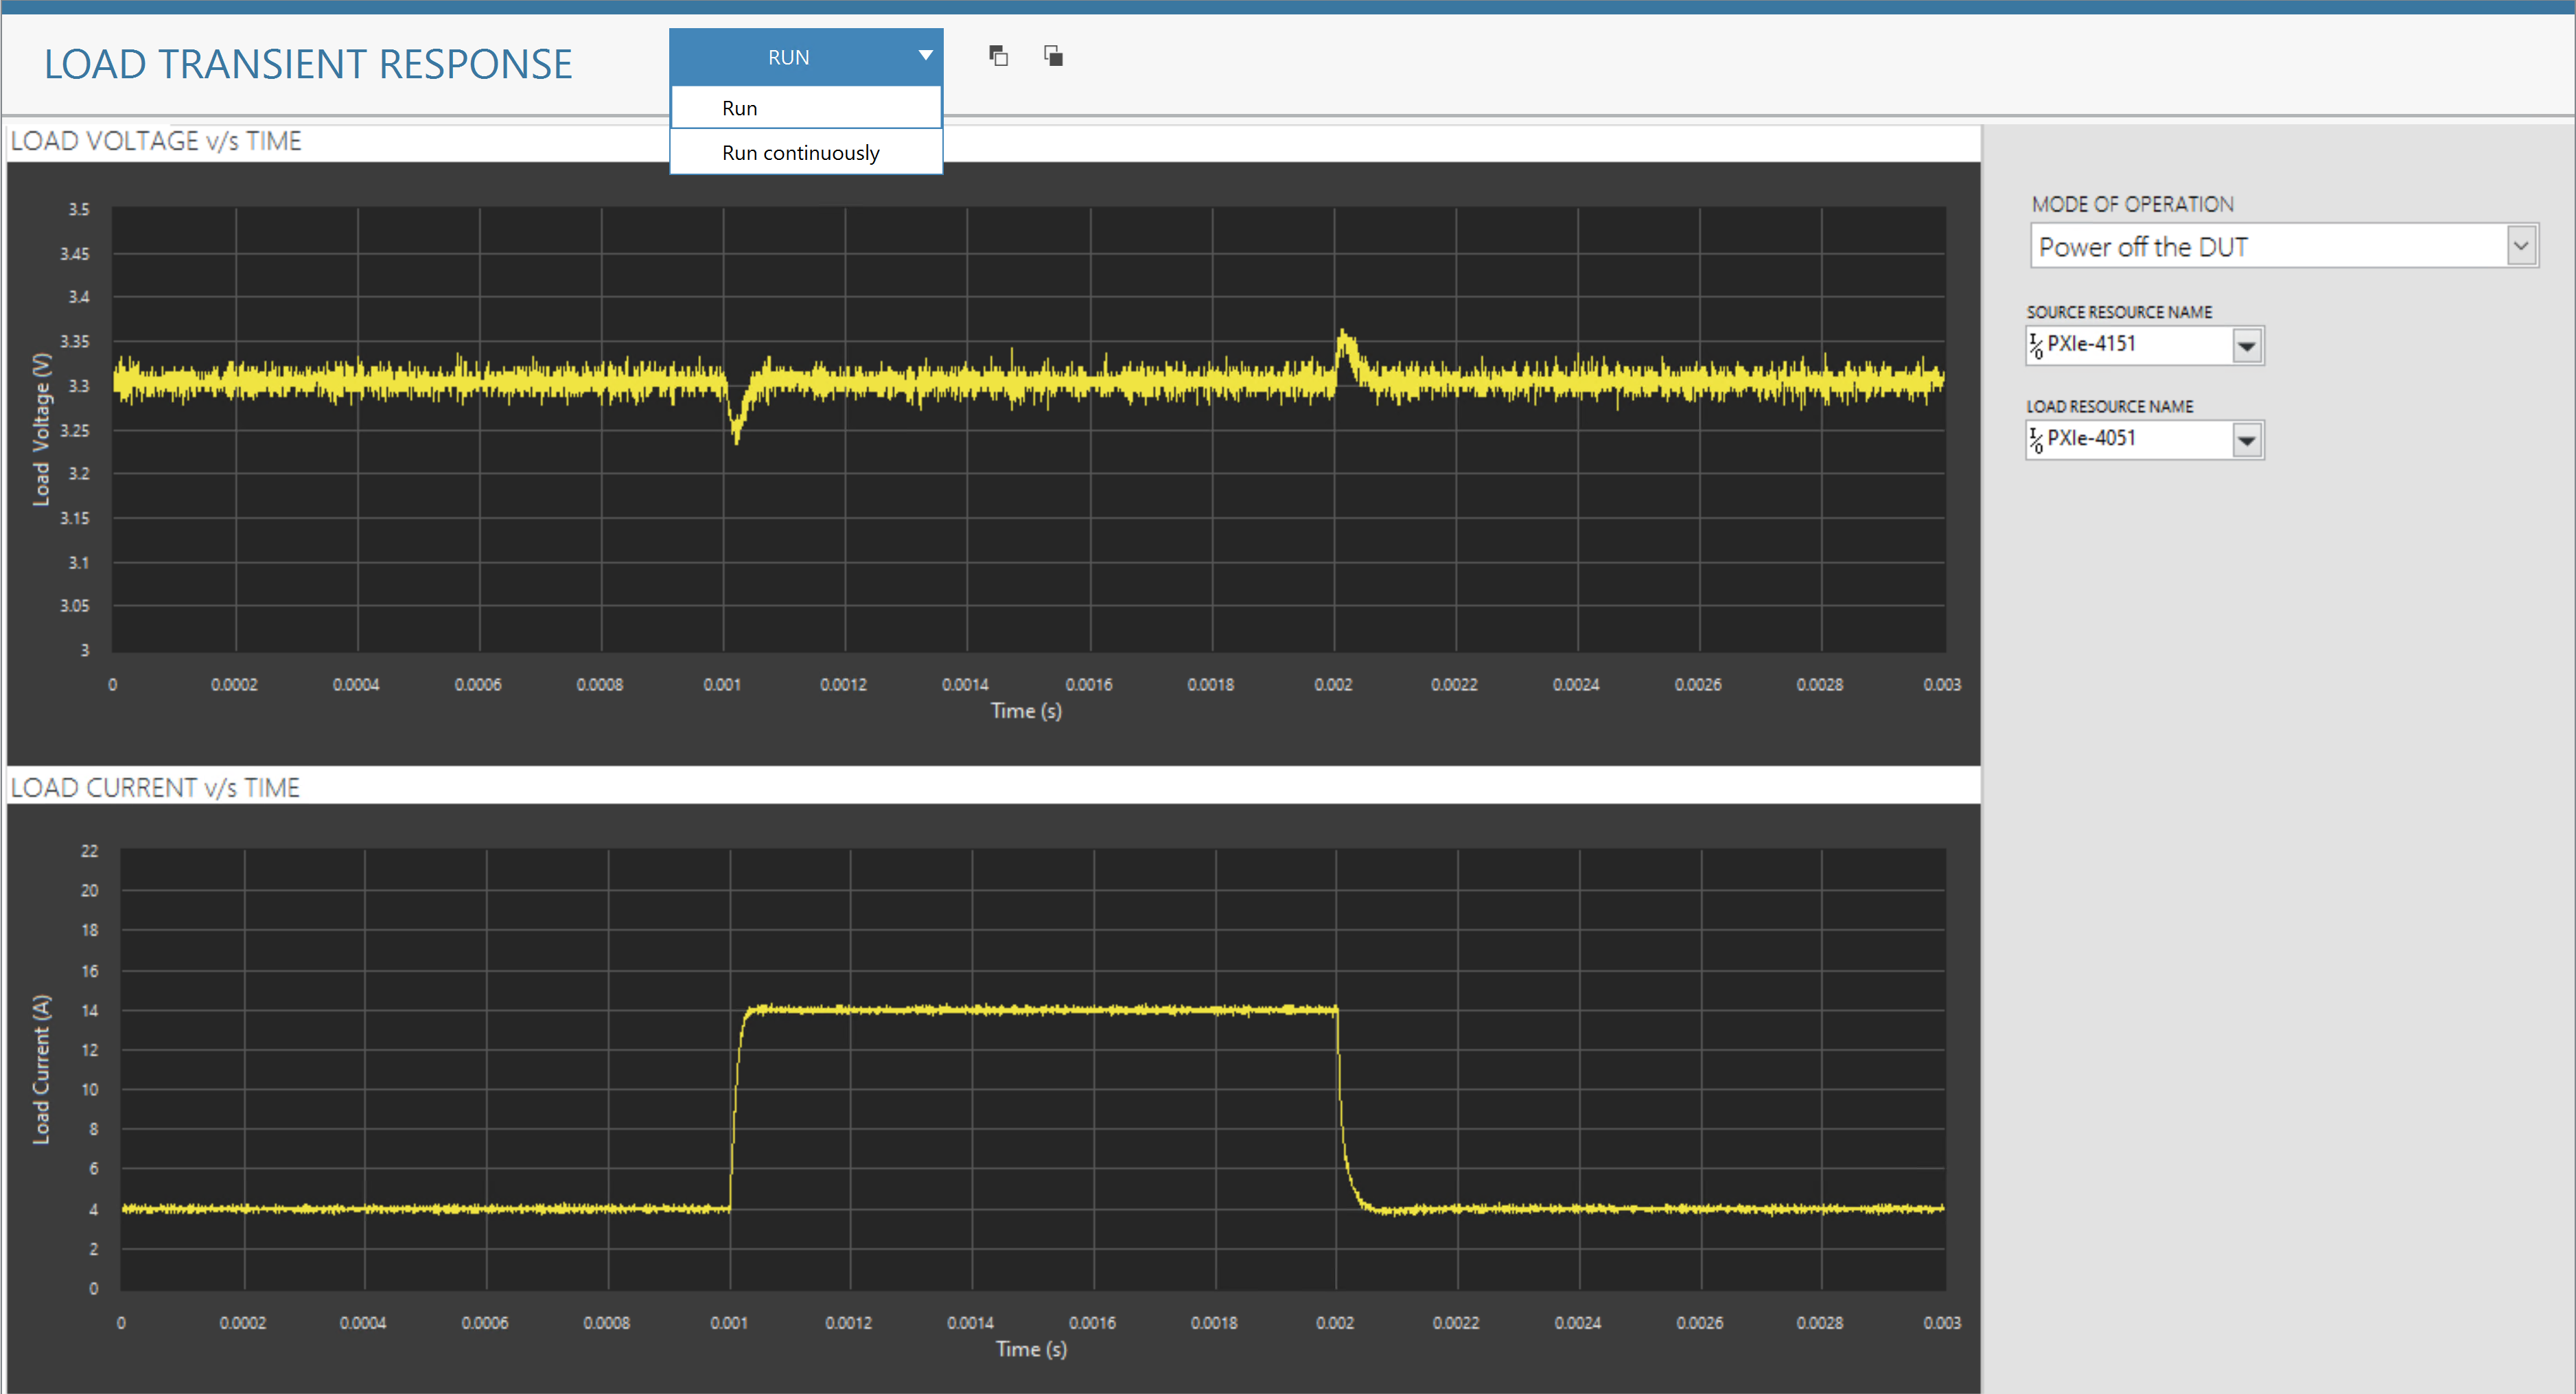 LOAD TRANSIENT RESPONSE
RUN
Run
Run continuously
LOAD VOLTAGE v/s TIME
3.5
3.45
3.4
3.35
3.3
3.25
3.2
3.15
3.1
3.05
3
Load Voltage (V)
0 0.0002 0.0004 0.0006 0.0008 0.001 0.0012 0.0014 0.0016 0.0018 0.002 0.0022 0.0024 0.0026 0.0028 0.003
Time (s)
MODE OF OPERATION
Power off the DUT
SOURCE RESOURCE NAME
I/O PXIe-4151
LOAD RESOURCE NAME
I/O PXIe-4051
LOAD CURRENT v/s TIME
22
20
18
16
14
12
10
8
6
4
2
0
Load Current (A)
0 0.0002 0.0004 0.0006 0.0008 0.001 0.0012 0.0014 0.0016 0.0018 0.002 0.0022 0.0024 0.0026 0.0028 0.003
Time (s)